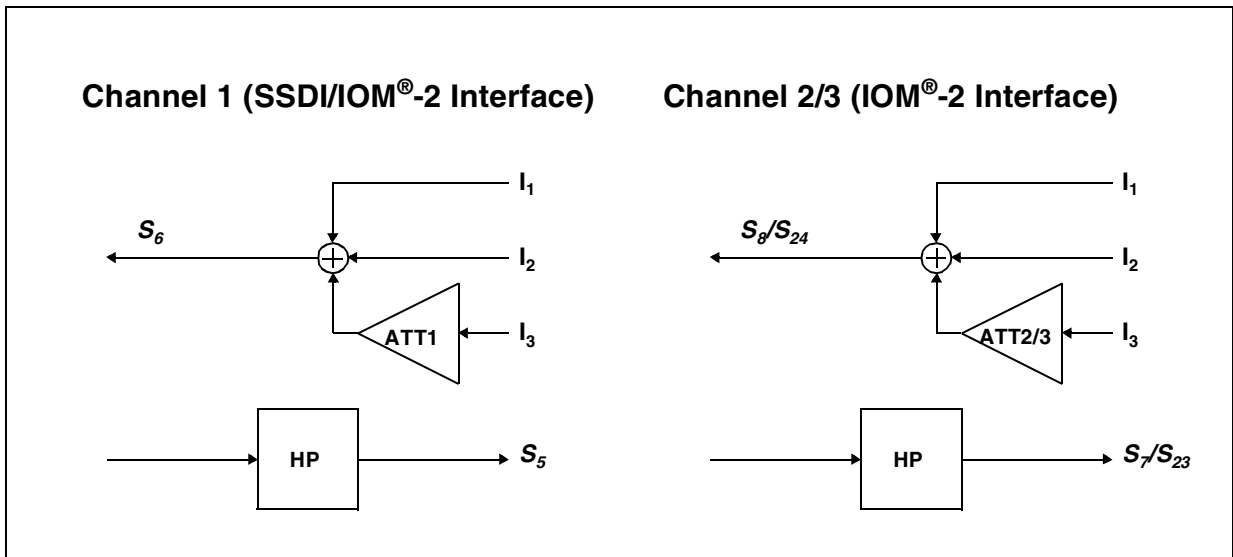 Channel 1 (SSDI/IOM®-2 Interface)
I1
S6
I2
ATT1
I3
HP
S5
Channel 2/3 (IOM®-2 Interface)
I1
S8/S24
I2
ATT2/3
I3
HP
S7/S23